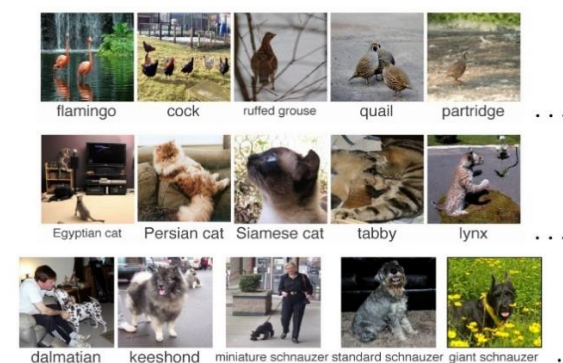 flamingo cock ruffed grouse quail partridge . . .
Egyptian cat Persian cat Siamese cat tabby lynx . . .
dalmatian keeshond miniature schnauzer standard schnauzer giant schnauzer .